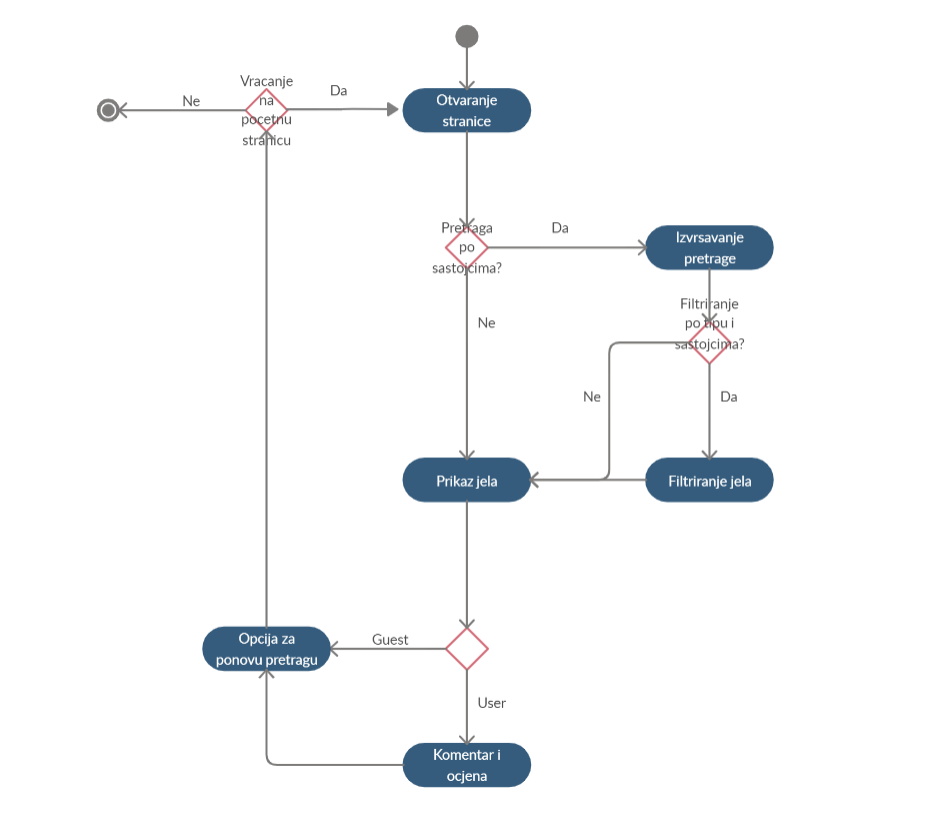 Vracanje
na
pocetnu
stranicu
Da
Ne
Otvaranje
stranice
Pretraga
po
sastojcima?
Da
Izvrsavanje
pretrage
Filtriranje
po tipu i
sastojcima?
Ne
Ne
Da
Prikaz jela
Filtriranje jela
Opcija za
ponovu pretragu
Guest
User
Komentar i
ocjena